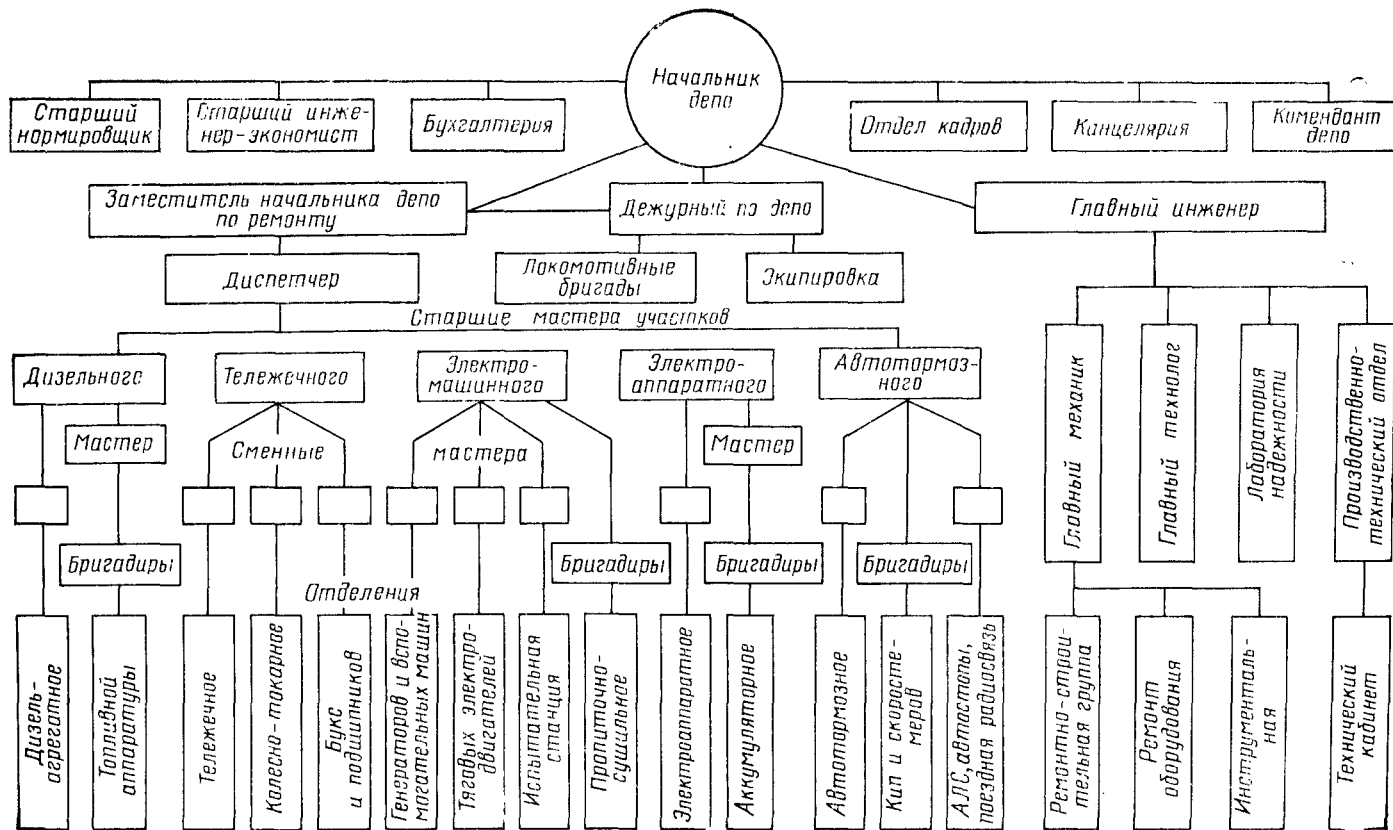 Начальник
депо
Старший
нормировщик
Старший инже-
нер-экономист
Бухгалтерия
Отдел кадров
Канцелярия
Комендант
депо
Заместитель начальника депо
по ремонту
Дежурный по депо
Главный инженер
Диспетчер
Локомотивные
бригады
Экипировка
Старшие мастера участков
Дизельного
Тележечного
Электро-
машинного
Электро-
аппаратного
Автотормоз-
ного
Мастер
Сменные
мастера
Мастер
Главный механик
Главный технолог
Лаборатория
надежности
Производственно-
технический отдел
Бригадиры
Бригадиры
Бригадиры
Бригадиры
Отделения
Дизель-
агрегатное
Топливной
аппаратуры
Тележечное
Колесно-токарное
Букс
и подшипников
Генераторов и вспо-
могательных машин
Тяговых электро-
двигателей
Испытательная
станция
Пропиточно-
сушильное
Электроаппаратное
Аккумуляторное
Автотормозное
Кип и скоросте-
меров
АЛС, автостопы,
поездная радиосвязь
Ремонтно-строи-
тельная группа
Ремонт
оборудования
Инструменталь-
ная
Технический
кабинет